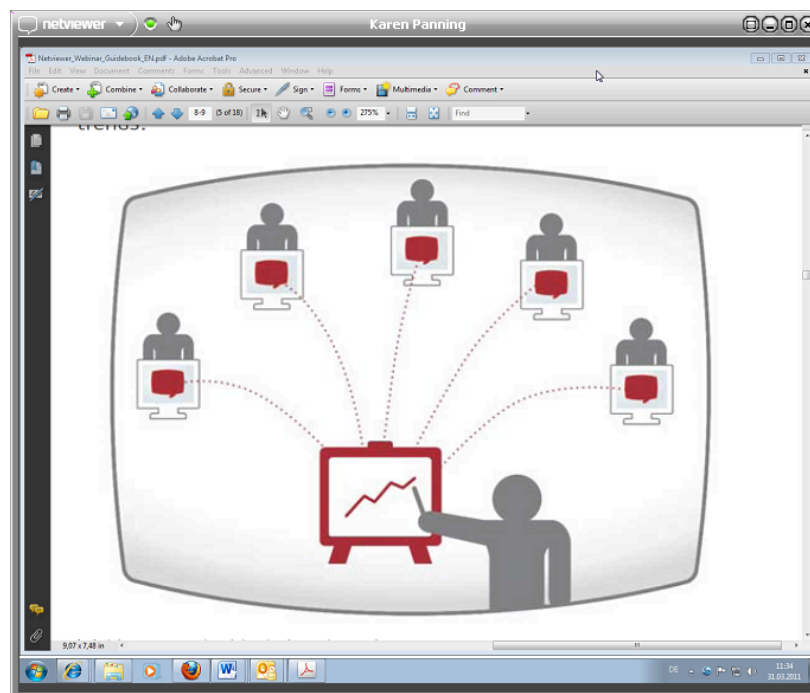 netviewer
Karen Panning
Netviewer_Webinar_Guidebook_EN.pdf - Adobe Acrobat Pro
File Edit View Document Comments Forms Tools Advanced Window Help
Create Combine Collaborate Secure Sign Forms Multimedia Comment
8-9 (5 of 18) 275% Find
trends.
9,07 x 7,48 in
DE 11:34
31.03.2011